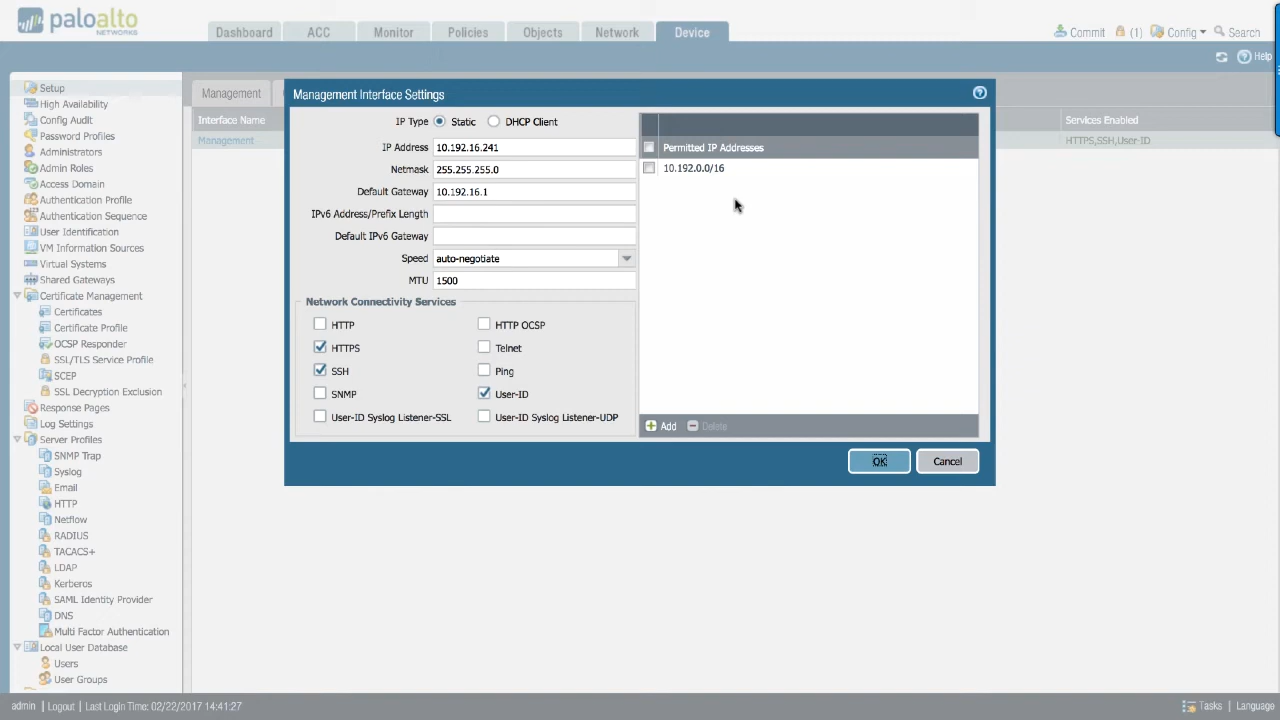 paloalto
NETWORKS
Dashboard ACC Monitor Policies Objects Network Device
Commit (1) Config Search
Help
Setup
High Availability
Config Audit
Password Profiles
Administrators
Admin Roles
Access Domain
Authentication Profile
Authentication Sequence
User Identification
VM Information Sources
Virtual Systems
Shared Gateways
Certificate Management
Certificates
Certificate Profile
OCSP Responder
SSL/TLS Service Profile
SCEP
SSL Decryption Exclusion
Response Pages
Log Settings
Server Profiles
SNMP Trap
Syslog
Email
HTTP
Netflow
RADIUS
TACACS+
LDAP
Kerberos
SAML Identity Provider
DNS
Multi Factor Authentication
Local User Database
Users
User Groups
Management
Interface Name
Services Enabled
Management
HTTPS,SSH,User-ID
Management Interface Settings
IP Type Static DHCP Client
IP Address 10.192.16.241
Netmask 255.255.255.0
Default Gateway 10.192.16.1
IPv6 Address/Prefix Length
Default IPv6 Gateway
Speed auto-negotiate
MTU 1500
Network Connectivity Services
HTTP HTTP OCSP
HTTPS Telnet
SSH Ping
SNMP User-ID
User-ID Syslog Listener-SSL User-ID Syslog Listener-UDP
Permitted IP Addresses
10.192.0.0/16
Add Delete
OK Cancel
admin | Logout | Last Login Time: 02/22/2017 14:41:27
Tasks | Language